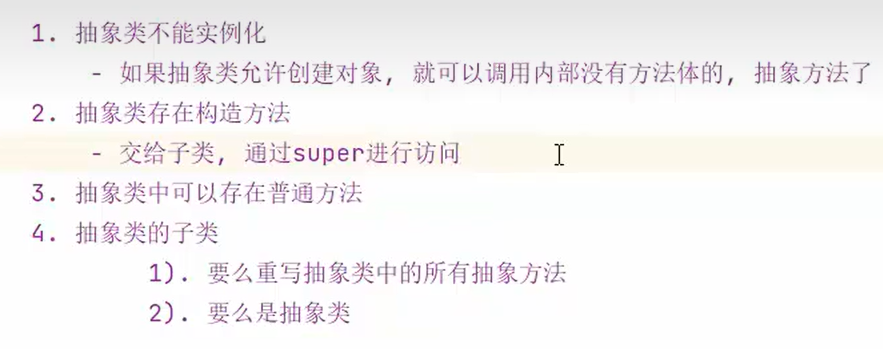 1. 抽象类不能实例化
- 如果抽象类允许创建对象, 就可以调用内部没有方法体的, 抽象方法了
2. 抽象类存在构造方法
- 交给子类, 通过super进行访问
3. 抽象类中可以存在普通方法
4. 抽象类的子类
1). 要么重写抽象类中的所有抽象方法
2). 要么是抽象类